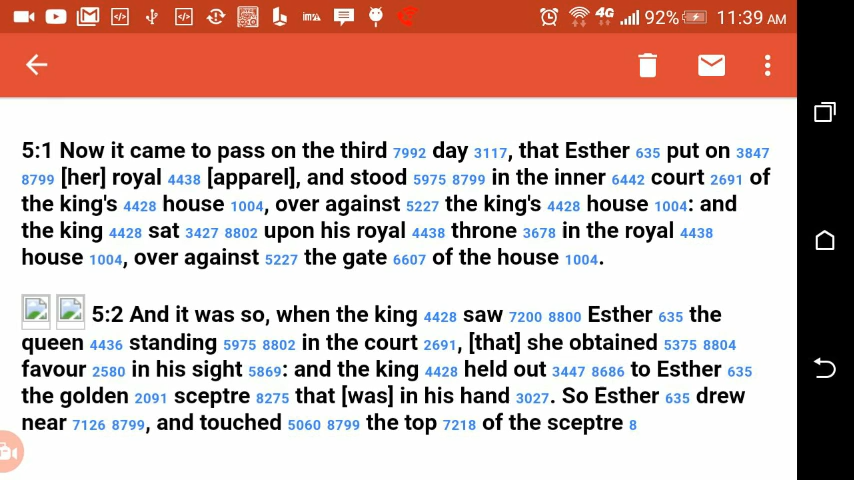 4G 92% 11:39 AM
5:1 Now it came to pass on the third 7992 day 3117, that Esther 635 put on 3847
8799 [her] royal 4438 [apparel], and stood 5975 8799 in the inner 6442 court 2691 of
the king's 4428 house 1004, over against 5227 the king's 4428 house 1004: and
the king 4428 sat 3427 8802 upon his royal 4438 throne 3678 in the royal 4438
house 1004, over against 5227 the gate 6607 of the house 1004.
5:2 And it was so, when the king 4428 saw 7200 8800 Esther 635 the
queen 4436 standing 5975 8802 in the court 2691, [that] she obtained 5375 8804
favour 2580 in his sight 5869: and the king 4428 held out 3447 8686 to Esther 635
the golden 2091 sceptre 8275 that [was] in his hand 3027. So Esther 635 drew
near 7126 8799, and touched 5060 8799 the top 7218 of the sceptre 8